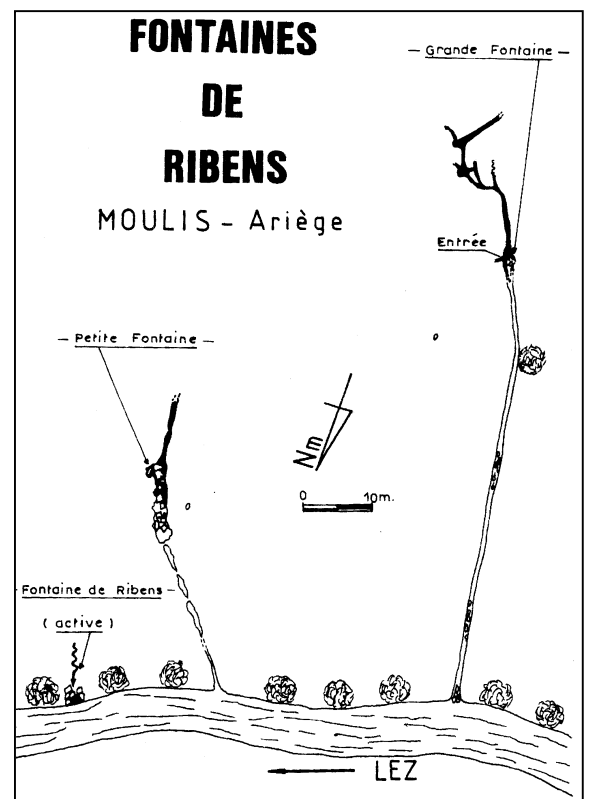 FONTAINES
DE
RIBENS
MOULIS – Ariège
– Grande Fontaine –
Entrée
– Petite Fontaine –
Nm
0 10m.
- Fontaine de Ribens -
( active )
LEZ